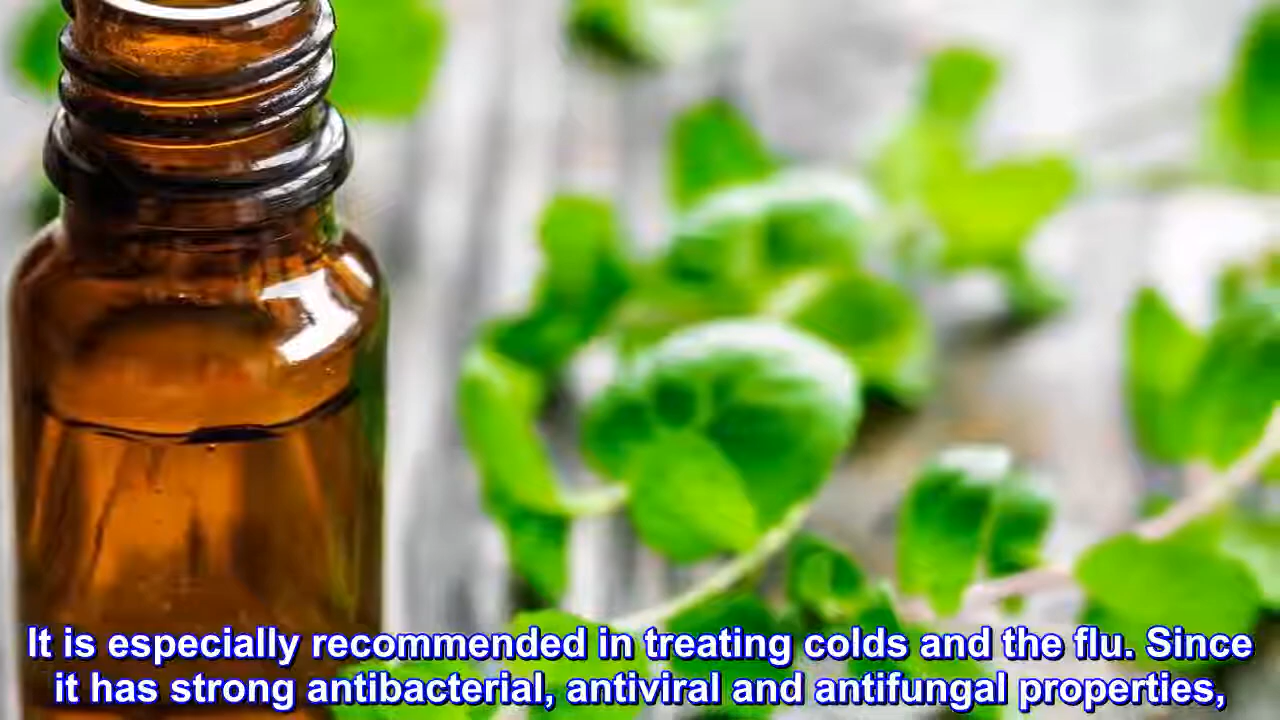 It is especially recommended in treating colds and the flu. Since
it has strong antibacterial, antiviral and antifungal properties,